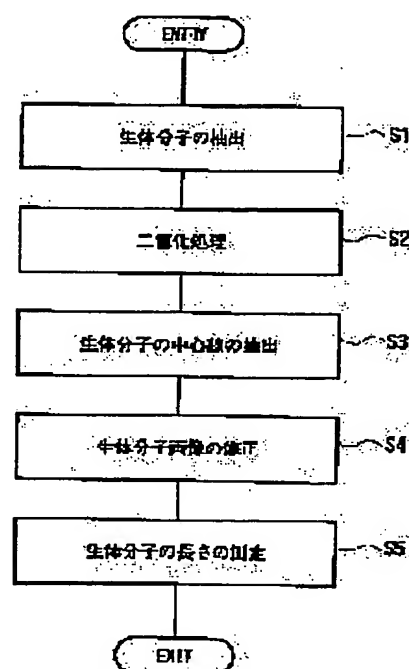 ENTRY
生体分子の抽出
S1
二値化処理
S2
生体分子の中心線の抽出
S3
生体分子画像の修正
S4
生体分子の長さの測定
S5
EXIT